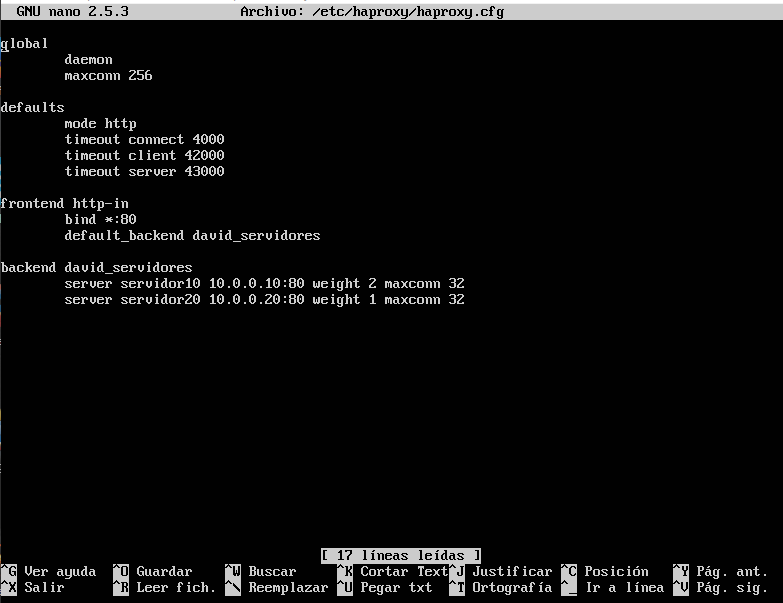 GNU nano 2.5.3 Archivo: /etc/haproxy/haproxy.cfg
global
daemon
maxconn 256
defaults
mode http
timeout connect 4000
timeout client 42000
timeout server 43000
frontend http-in
bind *:80
default_backend david_servidores
backend david_servidores
server servidor10 10.0.0.10:80 weight 2 maxconn 32
server servidor20 10.0.0.20:80 weight 1 maxconn 32
[ 17 líneas leídas ]
^G Ver ayuda ^O Guardar ^W Buscar ^K Cortar Text ^J Justificar ^C Posición ^Y Pág. ant.
^X Salir ^R Leer fich. ^\ Reemplazar ^U Pegar txt ^T Ortografía ^_ Ir a línea ^V Pág. sig.